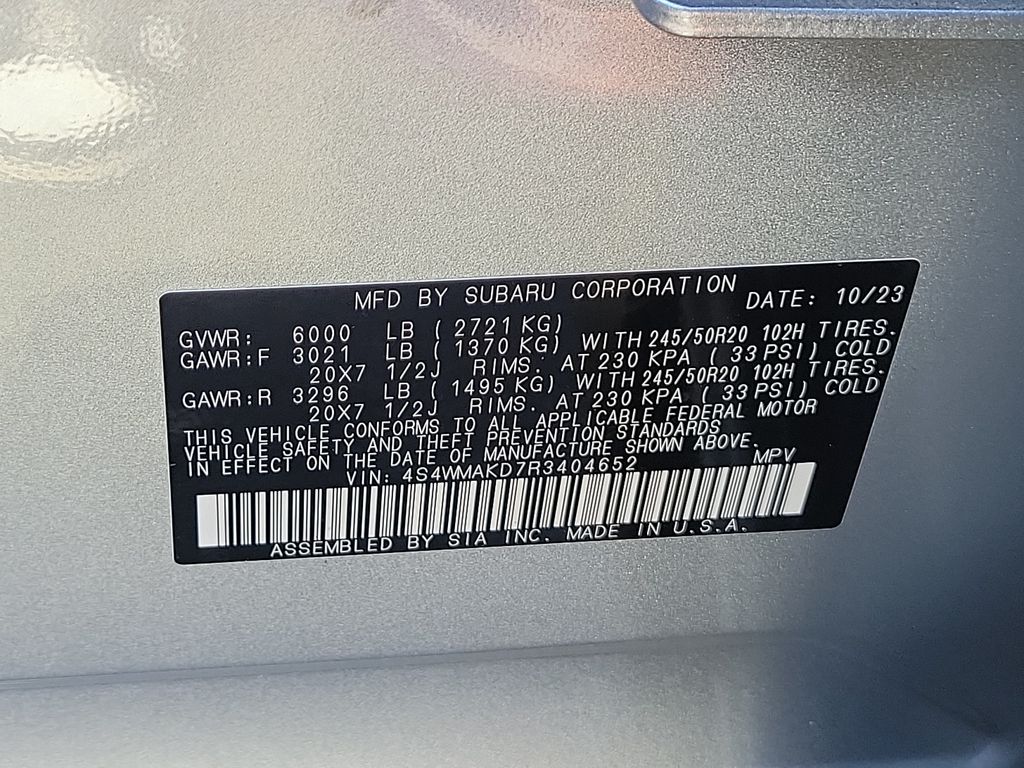 MFD BY SUBARU CORPORATION DATE: 10/23
GVWR: 6000 LB ( 2721 KG)
GAWR:F 3021 LB ( 1370 KG) WITH 245/50R20 102H TIRES.
20X7 1/2J RIMS. AT 230 KPA ( 33 PSI) COLD
GAWR:R 3296 LB ( 1495 KG) WITH 245/50R20 102H TIRES.
20X7 1/2J RIMS. AT 230 KPA ( 33 PSI) COLD
THIS VEHICLE CONFORMS TO ALL APPLICABLE FEDERAL MOTOR
VEHICLE SAFETY AND THEFT PREVENTION STANDARDS
IN EFFECT ON THE DATE OF MANUFACTURE SHOWN ABOVE.
VIN: 4S4WMAKD7R3404652 MPV
ASSEMBLED BY SIA INC. MADE IN U.S.A.